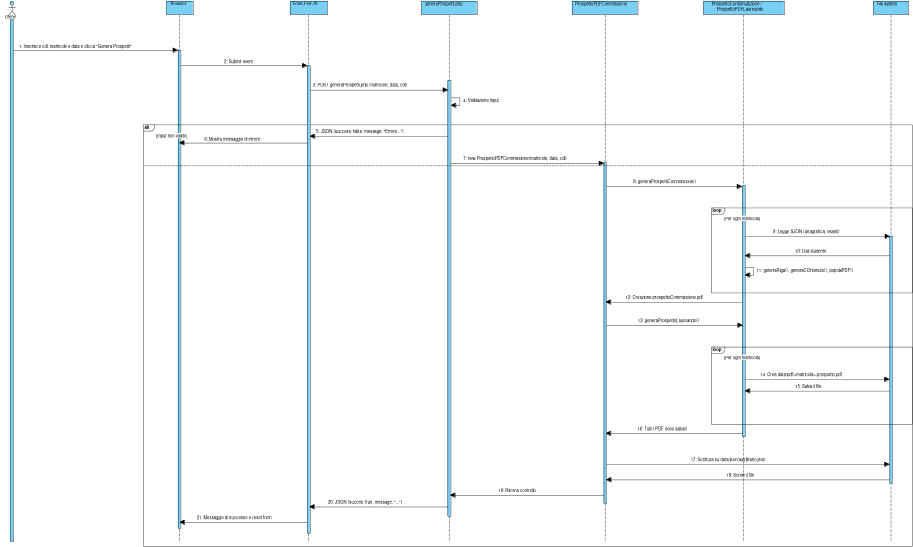 Utente
Browser
Front-End JS
generaProspetti.php
ProspettoPDFCommissione
ProspettoConSimulazione /
ProspettoPDFLaureando
File system
1: Inserisce cdl, matricole e data e clicca "Genera Prospetti"
2: Submit event
3: POST generaProspetti.php (matricole, data, cdl)
4: Validazione input
alt
[Input non valido]
5: JSON {success: false, message: "Errore ..."}
6: Mostra messaggio di errore
7: new ProspettoPDFCommissione(matricole, data, cdl)
8: generaProspettiCommissione()
loop
[Per ogni matricola]
9: Legge SJON (anagrafica, esami)
10: Dati studente
11: generaRiga(), generaCOntenuto(), popolaPDF()
12: Creazione prospettoCommissione.pdf
13: generaProspettoLaureando()
loop
[Per ogni matricola]
14: Crea data/pdf/<matricola>-prospetto.pdf
15: Salva il file
16: Tutti i PDF sono salvati
17: Scrittura su data/json/ausiliario.json
18: Scrive il file
19: Ritorna controllo
20: JSON {succes: true, message: "..."}
21: Messaggio di successo e reset form